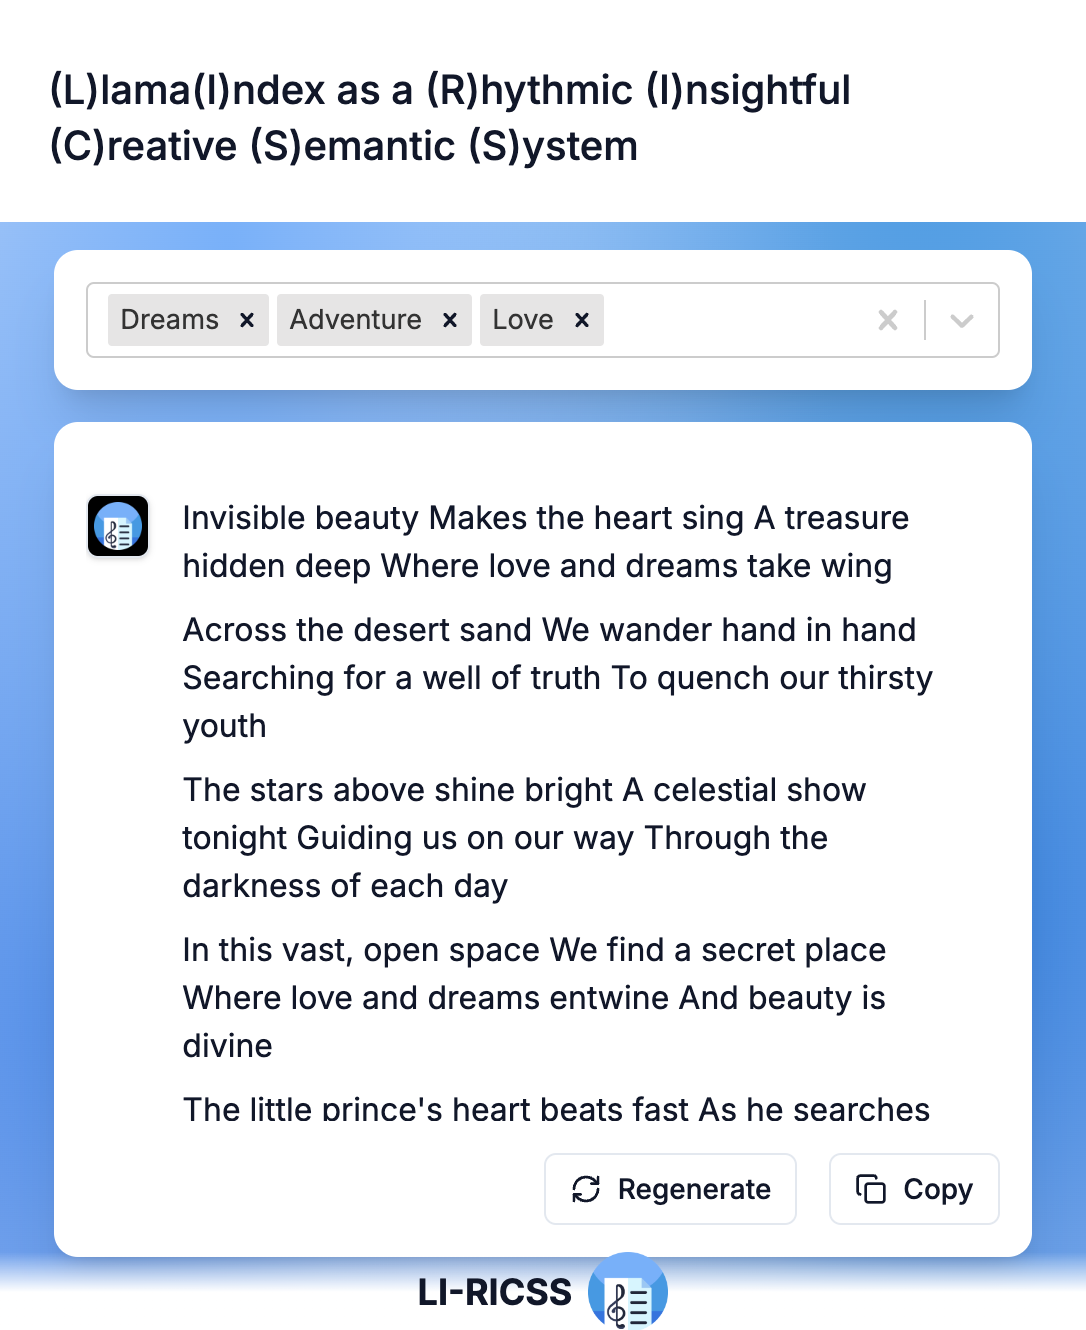 (L)lama(I)ndex as a (R)hythmic (I)nsightful
(C)reative (S)emantic (S)ystem
Dreams × Adventure × Love ×
Invisible beauty Makes the heart sing A treasure
hidden deep Where love and dreams take wing
Across the desert sand We wander hand in hand
Searching for a well of truth To quench our thirsty
youth
The stars above shine bright A celestial show
tonight Guiding us on our way Through the
darkness of each day
In this vast, open space We find a secret place
Where love and dreams entwine And beauty is
divine
The little prince's heart beats fast As he searches
Regenerate Copy
LI-RICSS